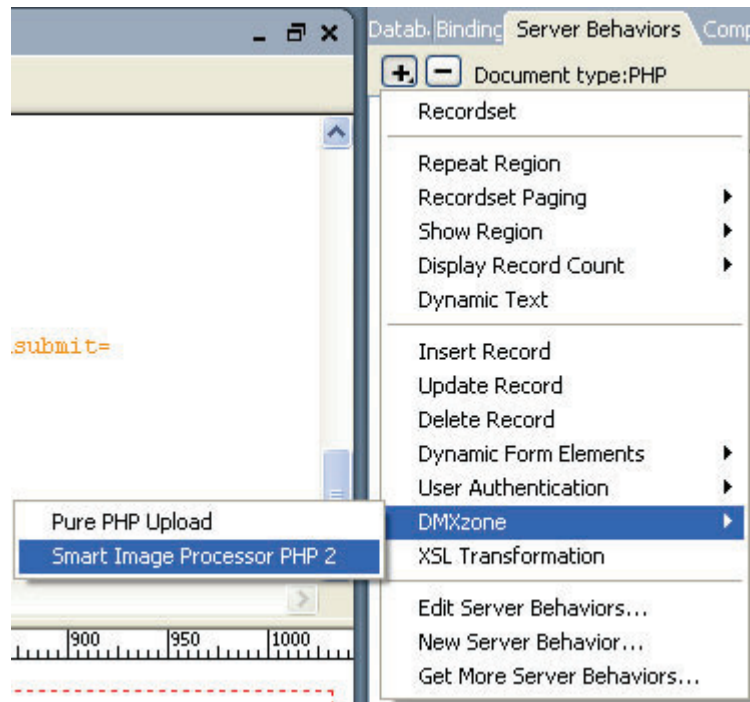 Datab. Binding Server Behaviors Comp
Document type:PHP
Recordset
Repeat Region
Recordset Paging
Show Region
Display Record Count
Dynamic Text
submit=
Insert Record
Update Record
Delete Record
Dynamic Form Elements
User Authentication
DMXzone
XSL Transformation
Pure PHP Upload
Smart Image Processor PHP 2
Edit Server Behaviors...
New Server Behavior...
Get More Server Behaviors...
900 950 1000